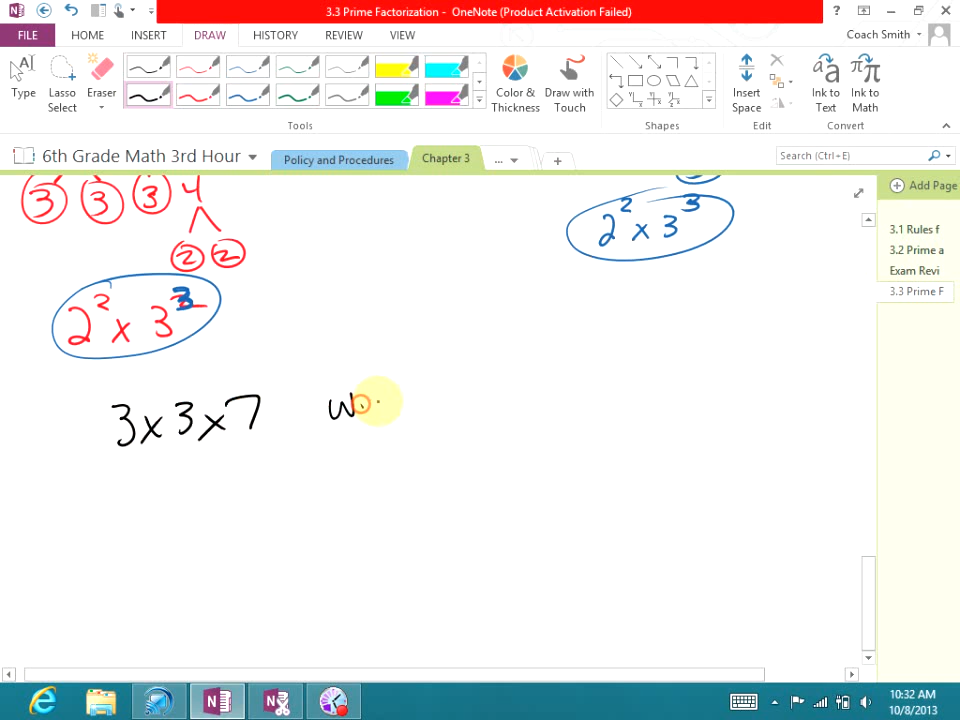 3.3 Prime Factorization - OneNote (Product Activation Failed)
FILE HOME INSERT DRAW HISTORY REVIEW VIEW Coach Smith
Type Lasso Select Eraser Color & Thickness Draw with Touch Insert Space Ink to Text Ink to Math
Tools Shapes Edit Convert
6th Grade Math 3rd Hour Policy and Procedures Chapter 3 ... + Search (Ctrl+E)
Add Page
3.1 Rules f
3.2 Prime a
Exam Revi
3.3 Prime F
3 3 3 4
2 2
2² x 3³
2² x 3³
3 x 3 x 7 w
10:32 AM
10/8/2013